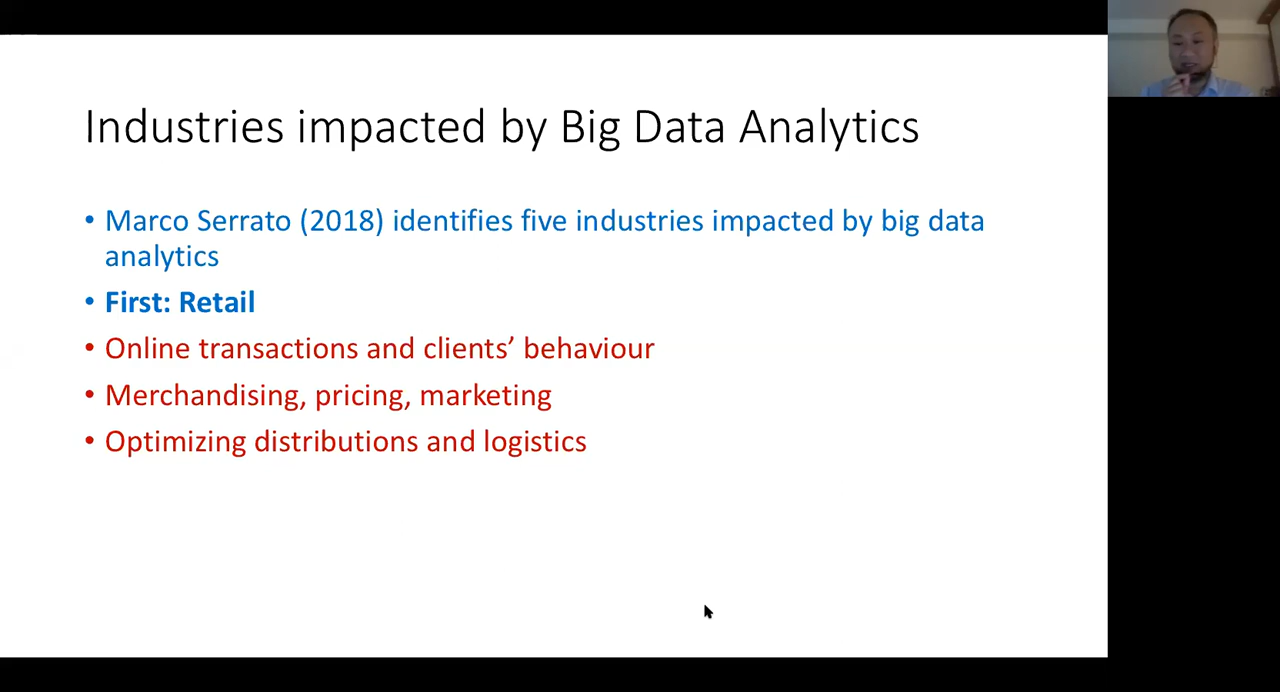 Industries impacted by Big Data Analytics
• Marco Serrato (2018) identifies five industries impacted by big data
analytics
• First: Retail
• Online transactions and clients’ behaviour
• Merchandising, pricing, marketing
• Optimizing distributions and logistics